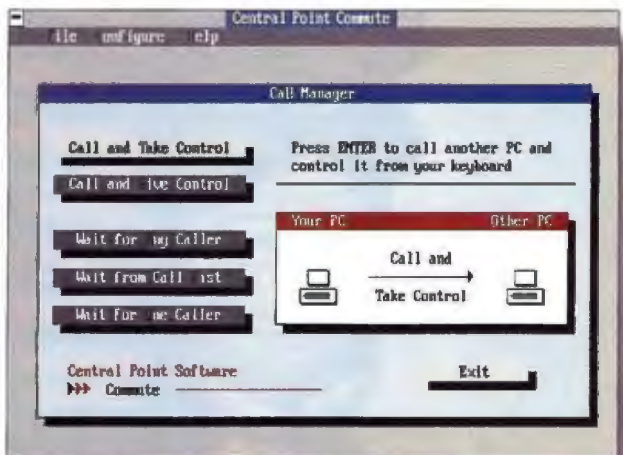 Central Point Commute
ile onfigure elp
Call Manager
Call and Take Control
Call and ive Control
Wait for ny Caller
Wait from Call ist
Wait for ne Caller
Press ENTER to call another PC and
control it from your keyboard
Your PC
Other PC
Call and
Take Control
Central Point Software
Commute
Exit